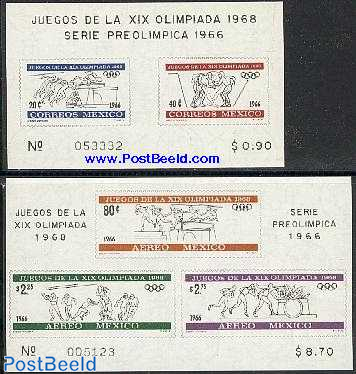 JUEGOS DE LA XIX OLIMPIADA 1968
SERIE PREOLIMPICA 1966
JUEGOS DE LA XIX OLIMPIADA 1968
20¢
1966
CORREOS MEXICO
JUEGOS DE LA XIX OLIMPIADA 1968
40¢
1966
CORREOS MEXICO
Nº 053332
$0.90
www.PostBeeld.com
JUEGOS DE LA
XIX OLIMPIADA
1968
JUEGOS DE LA XIX OLIMPIADA 1968
80¢
1966
AEREO MEXICO
SERIE
PREOLIMPICA
1966
JUEGOS DE LA XIX OLIMPIADA 1968
$2.25
1966
AEREO MEXICO
JUEGOS DE LA XIX OLIMPIADA 1968
$2.75
1966
AEREO MEXICO
Nº 005123
$8.70
PostBeeld